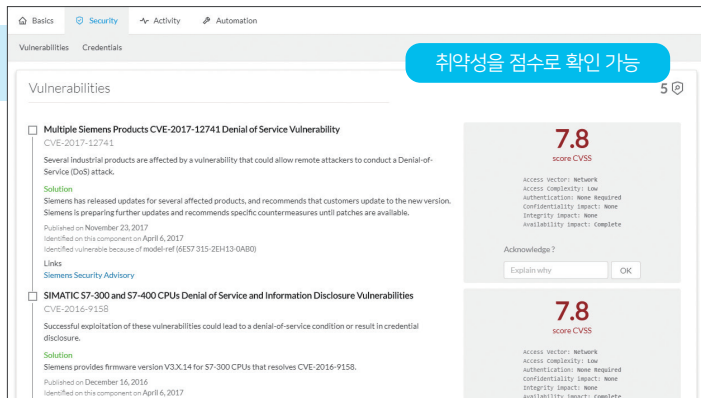 Basics Security Activity Automation
Vulnerabilities Credentials
취약성을 점수로 확인 가능
Vulnerabilities
5
Multiple Siemens Products CVE-2017-12741 Denial of Service Vulnerability
CVE-2017-12741
Several industrial products are affected by a vulnerability that could allow remote attackers to conduct a Denial-of-
Service (DoS) attack.
Solution
Siemens has released updates for several affected products, and recommends that customers update to the new version.
Siemens is preparing further updates and recommends specific countermeasures until patches are available.
Published on November 23, 2017
Identified on this component on April 6, 2017
Identified vulnerable because of model-ref (6ES7 315-2EH13-0AB0)
Links
Siemens Security Advisory
7.8
score CVSS
Access Vector: Network
Access Complexity: Low
Authentication: None Required
Confidentiality impact: None
Integrity impact: None
Availability impact: Complete
Acknowledge ?
Explain why OK
SIMATIC S7-300 and S7-400 CPUs Denial of Service and Information Disclosure Vulnerabilities
CVE-2016-9158
Successful exploitation of these vulnerabilities could lead to a denial-of-service condition or result in credential
disclosure.
Solution
Siemens provides firmware version V3.X.14 for S7-300 CPUs that resolves CVE-2016-9158.
Published on December 16, 2016
Identified on this component on April 6, 2017
7.8
score CVSS
Access Vector: Network
Access Complexity: Low
Authentication: None Required
Confidentiality impact: None
Integrity impact: None
Availability impact: Complete